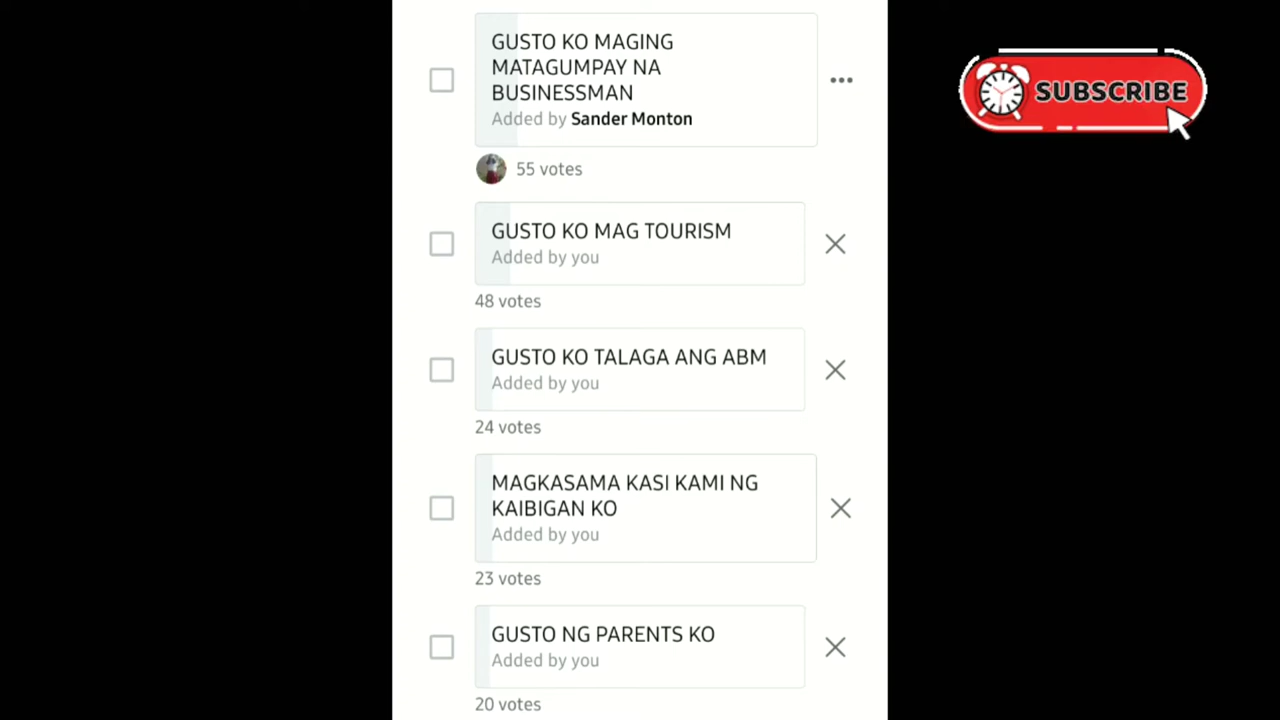 GUSTO KO MAGING
MATAGUMPAY NA
BUSINESSMAN
Added by Sander Monton
55 votes
SUBSCRIBE
GUSTO KO MAG TOURISM
Added by you
48 votes
GUSTO KO TALAGA ANG ABM
Added by you
24 votes
MAGKASAMA KASI KAMI NG
KAIBIGAN KO
Added by you
23 votes
GUSTO NG PARENTS KO
Added by you
20 votes